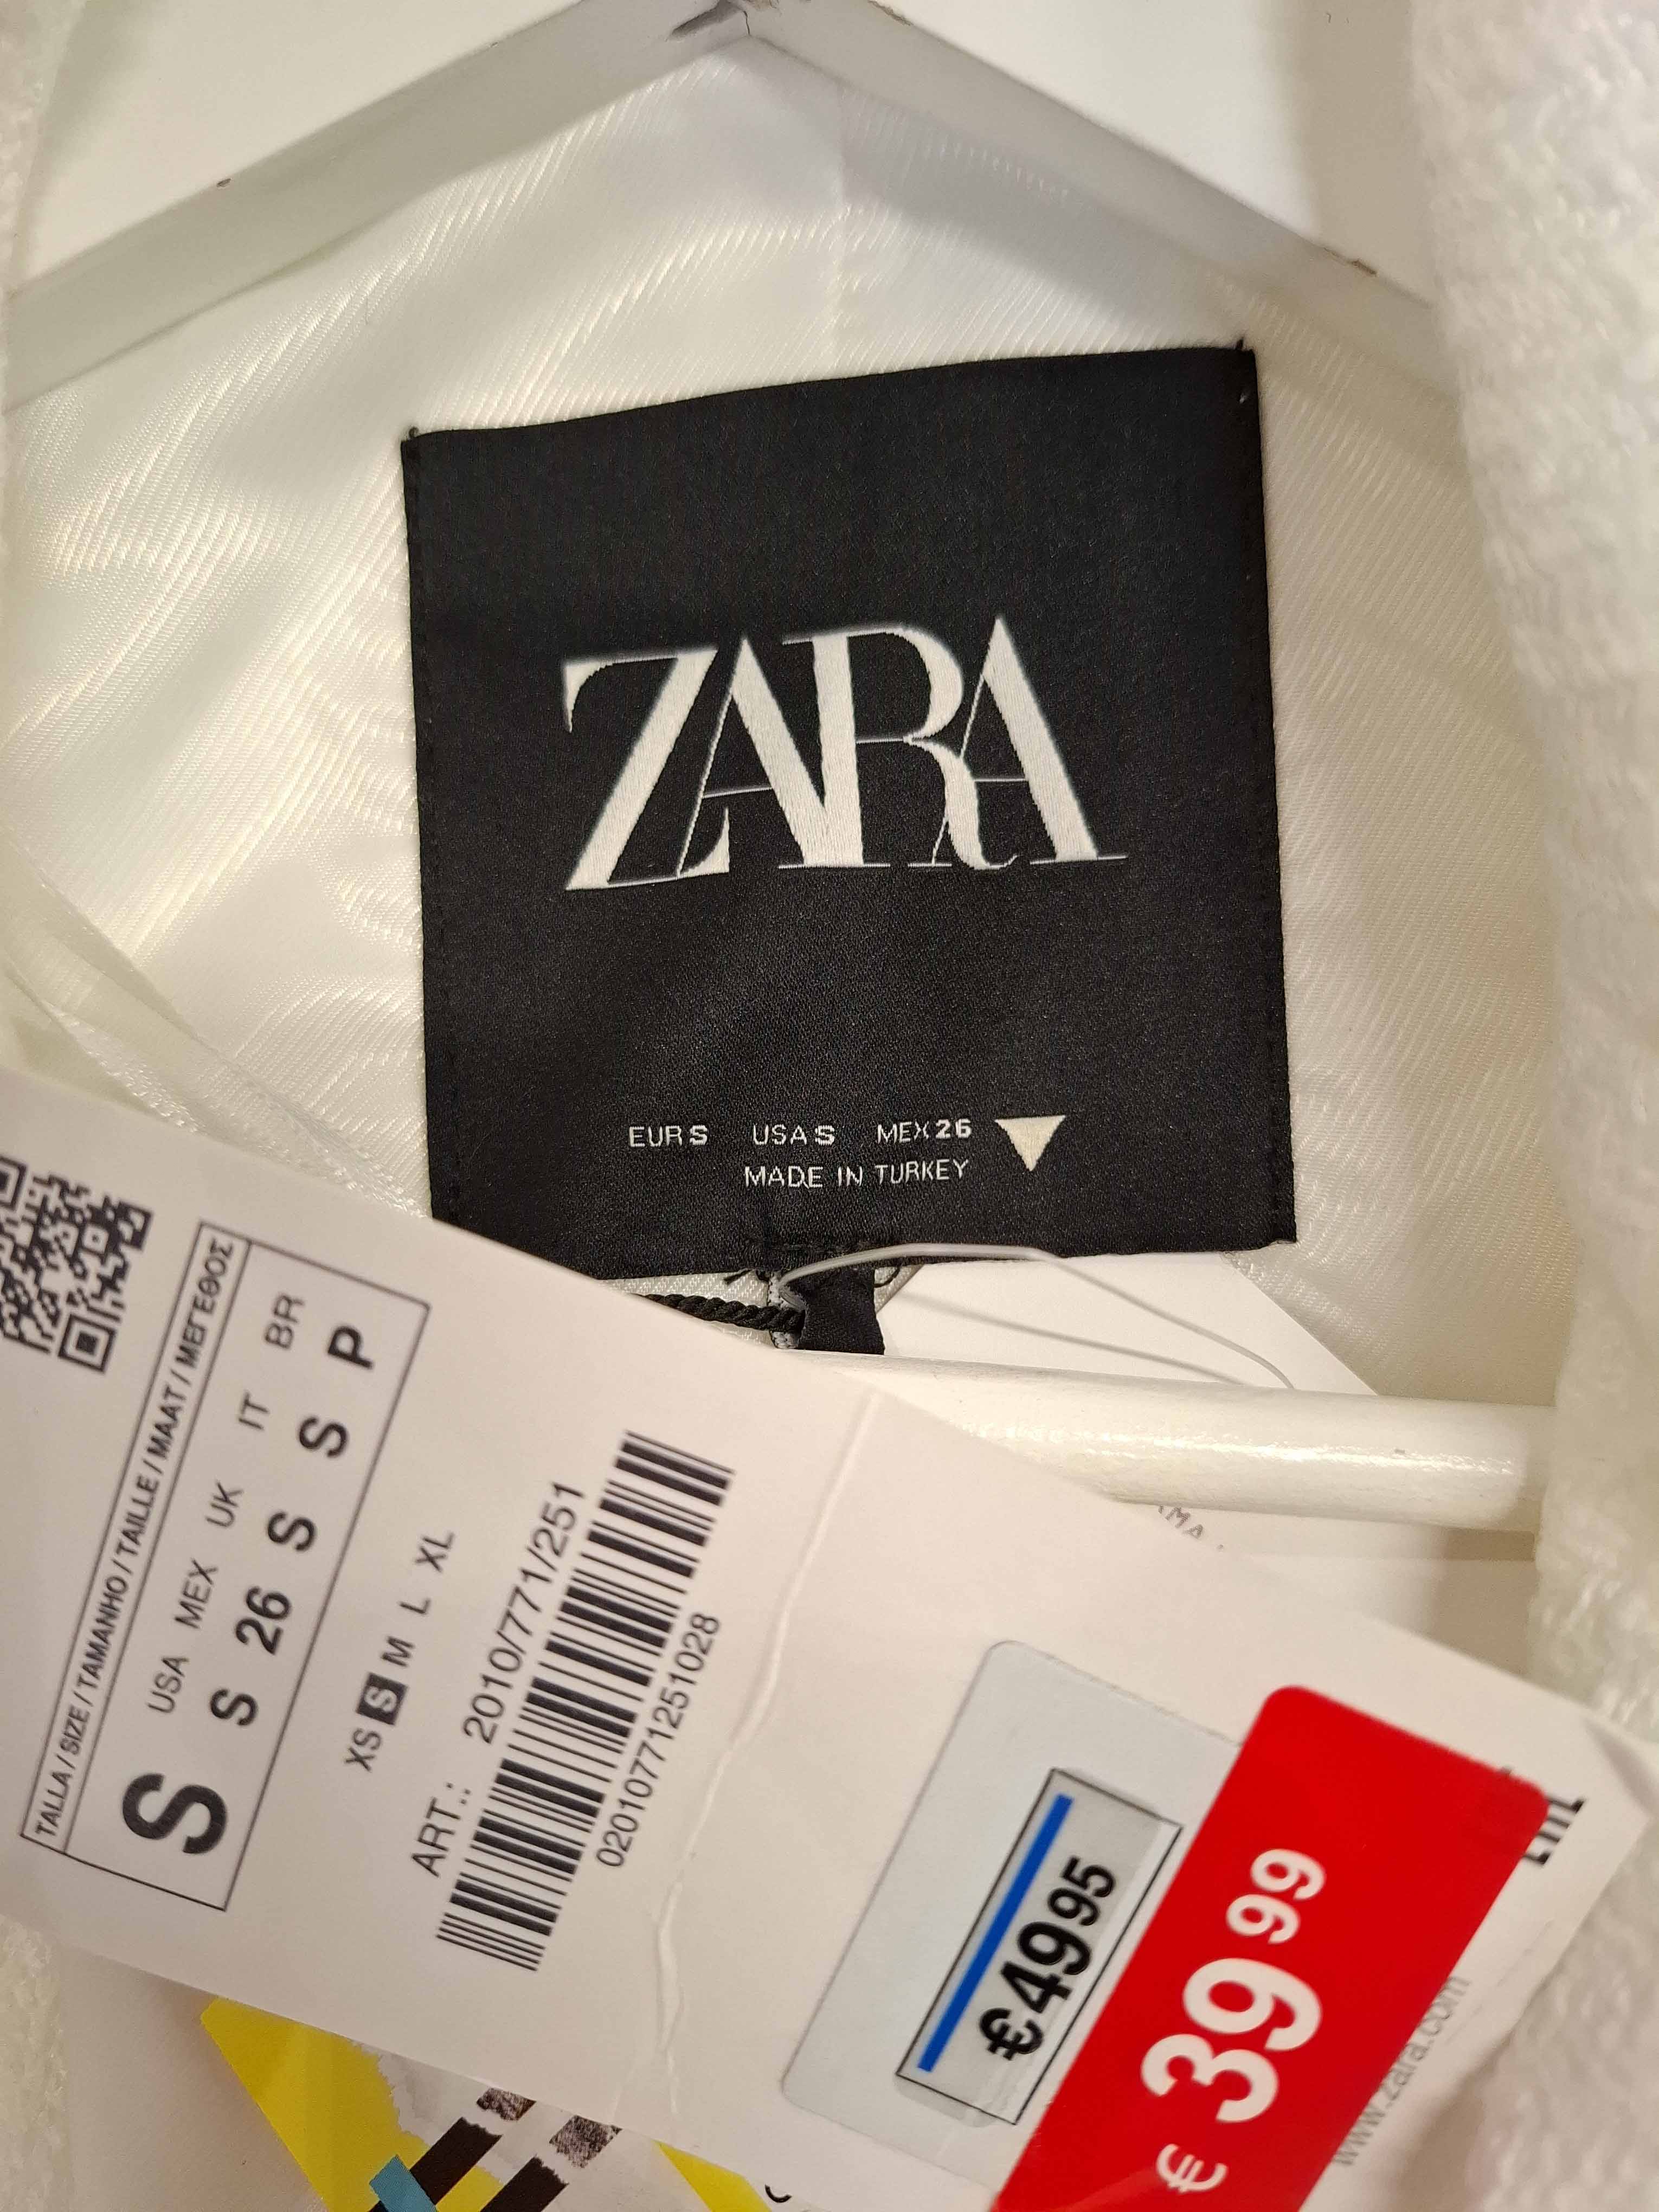 ZARA
EUR S USA S MEX 26
MADE IN TURKEY
TALLA / SIZE / TAMANHO / TAILLE / MAAT / ΜΕΓΕΘΟΣ
USA MEX UK IT BR
S S 26 S S P
XS S M L XL
ART.: 2010/771/251
02010771251028
€49 95
€ 39 99
www.zara.com